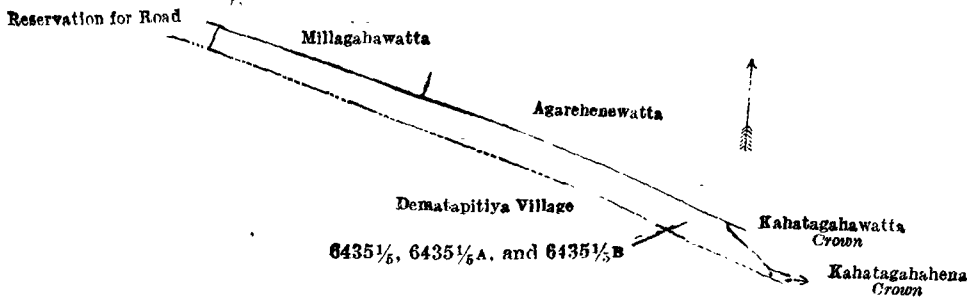 Reservation for Road
Millagahawatta
Agarehenewatta
Dematapitiya Village
6435⅕, 6435⅕A, and 6435⅕B
Kahatagahawatta
Crown
Kahatagahahena
Crown